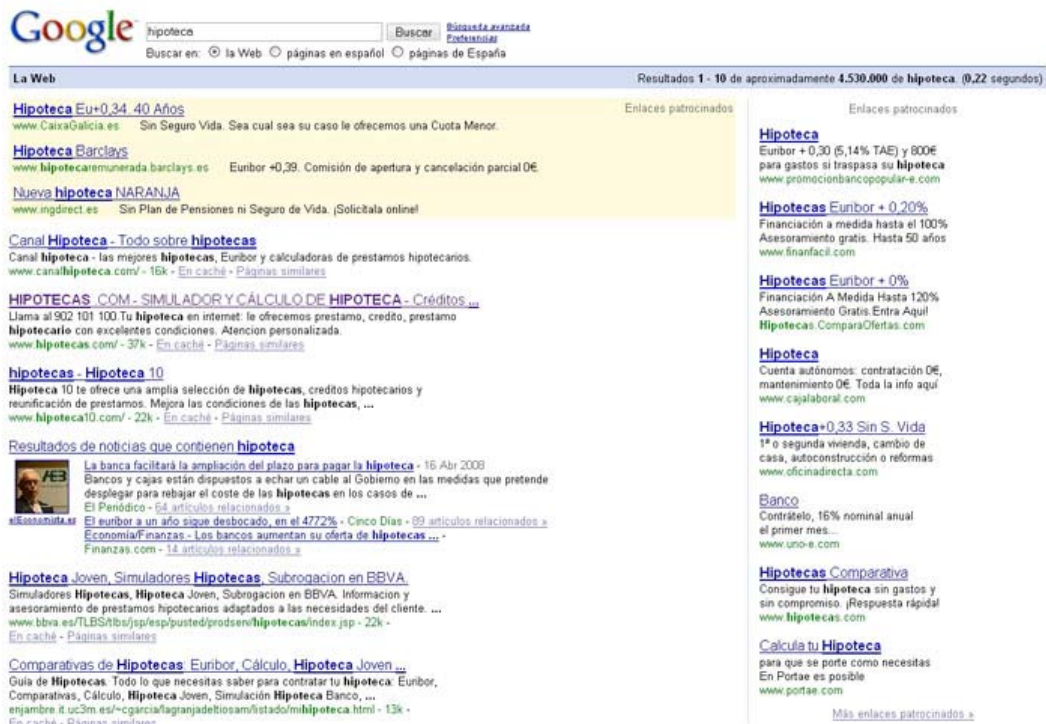 Google
hipoteca
Buscar
Búsqueda avanzada
Preferencias
Buscar en: la Web páginas en español páginas de España
La Web
Resultados 1 - 10 de aproximadamente 4.530.000 de hipoteca. (0,22 segundos)
Hipoteca Eu+0,34. 40 Años
Enlaces patrocinados
www.CaixaGalicia.es Sin Seguro Vida. Sea cual sea su caso le ofrecemos una Cuota Menor.
Hipoteca Barclays
www.hipotecaremunerada.barclays.es Euribor +0,39. Comisión de apertura y cancelación parcial 0€.
Nueva hipoteca NARANJA
www.ingdirect.es Sin Plan de Pensiones ni Seguro de Vida. ¡Solicítala online!
Canal Hipoteca - Todo sobre hipotecas
Canal hipoteca - las mejores hipotecas, Euribor y calculadoras de prestamos hipotecarios.
www.canalhipoteca.com/ - 16k - En caché - Páginas similares
HIPOTECAS .COM - SIMULADOR Y CÁLCULO DE HIPOTECA - Créditos ...
Llama al 902 101 100.Tu hipoteca en internet: le ofrecemos prestamo, credito, prestamo
hipotecario con excelentes condiciones. Atencion personalizada.
www.hipotecas.com/ - 37k - En caché - Páginas similares
hipotecas - Hipoteca 10
Hipoteca 10 te ofrece una amplia selección de hipotecas, creditos hipotecarios y
reunificación de prestamos. Mejora las condiciones de las hipotecas, ...
www.hipoteca10.com/ - 22k - En caché - Páginas similares
Resultados de noticias que contienen hipoteca
AEB
elEconomista.es
La banca facilitará la ampliación del plazo para pagar la hipoteca - 16 Abr 2008
Bancos y cajas están dispuestos a echar un cable al Gobierno en las medidas que pretende
desplegar para rebajar el coste de las hipotecas en los casos de ...
El Periódico - 64 artículos relacionados »
El euribor a un año sigue desbocado, en el 4772% - Cinco Días - 89 artículos relacionados »
Economía/Finanzas.- Los bancos aumentan su oferta de hipotecas ... -
Finanzas.com - 14 artículos relacionados »
Hipoteca Joven, Simuladores Hipotecas, Subrogacion en BBVA.
Simuladores Hipotecas, Hipoteca Joven, Subrogacion en BBVA. Informacion y
asesoramiento de prestamos hipotecarios adaptados a las necesidades del cliente. ...
www.bbva.es/TLBS/tlbs/jsp/esp/pusted/prodserv/hipotecas/index.jsp - 22k -
En caché - Páginas similares
Comparativas de Hipotecas: Euribor, Cálculo, Hipoteca Joven ...
Guía de Hipotecas. Todo lo que necesitas saber para contratar tu hipoteca: Euribor,
Comparativas, Cálculo, Hipoteca Joven, Simulación Hipoteca Banco, ...
enjambre.it.uc3m.es/~cgarcia/lagranjadeltiosam/listado/mihipoteca.html - 13k -
En caché - Páginas similares
Enlaces patrocinados
Hipoteca
Euribor + 0,30 (5,14% TAE) y 800€
para gastos si traspasa su hipoteca
www.promocionbancopopular-e.com
Hipotecas Euribor + 0,20%
Financiación a medida hasta el 100%
Asesoramiento gratis. Hasta 50 años
www.finanfacil.com
Hipotecas Euribor + 0%
Financiación A Medida Hasta 120%
Asesoramiento Gratis.Entra Aqui!
Hipotecas.ComparaOfertas.com
Hipoteca
Cuenta autónomos: contratación 0€,
mantenimiento 0€. Toda la info aquí
www.cajalaboral.com
Hipoteca+0,33 Sin S. Vida
1ª o segunda vivienda, cambio de
casa, autoconstrucción o reformas
www.oficinadirecta.com
Banco
Contrátelo, 16% nominal anual
el primer mes...
www.uno-e.com
Hipotecas Comparativa
Consigue tu hipoteca sin gastos y
sin compromiso. ¡Respuesta rápida!
www.hipotecas.com
Calcula tu Hipoteca
para que se porte como necesitas
En Portae es posible
www.portae.com
Más enlaces patrocinados »